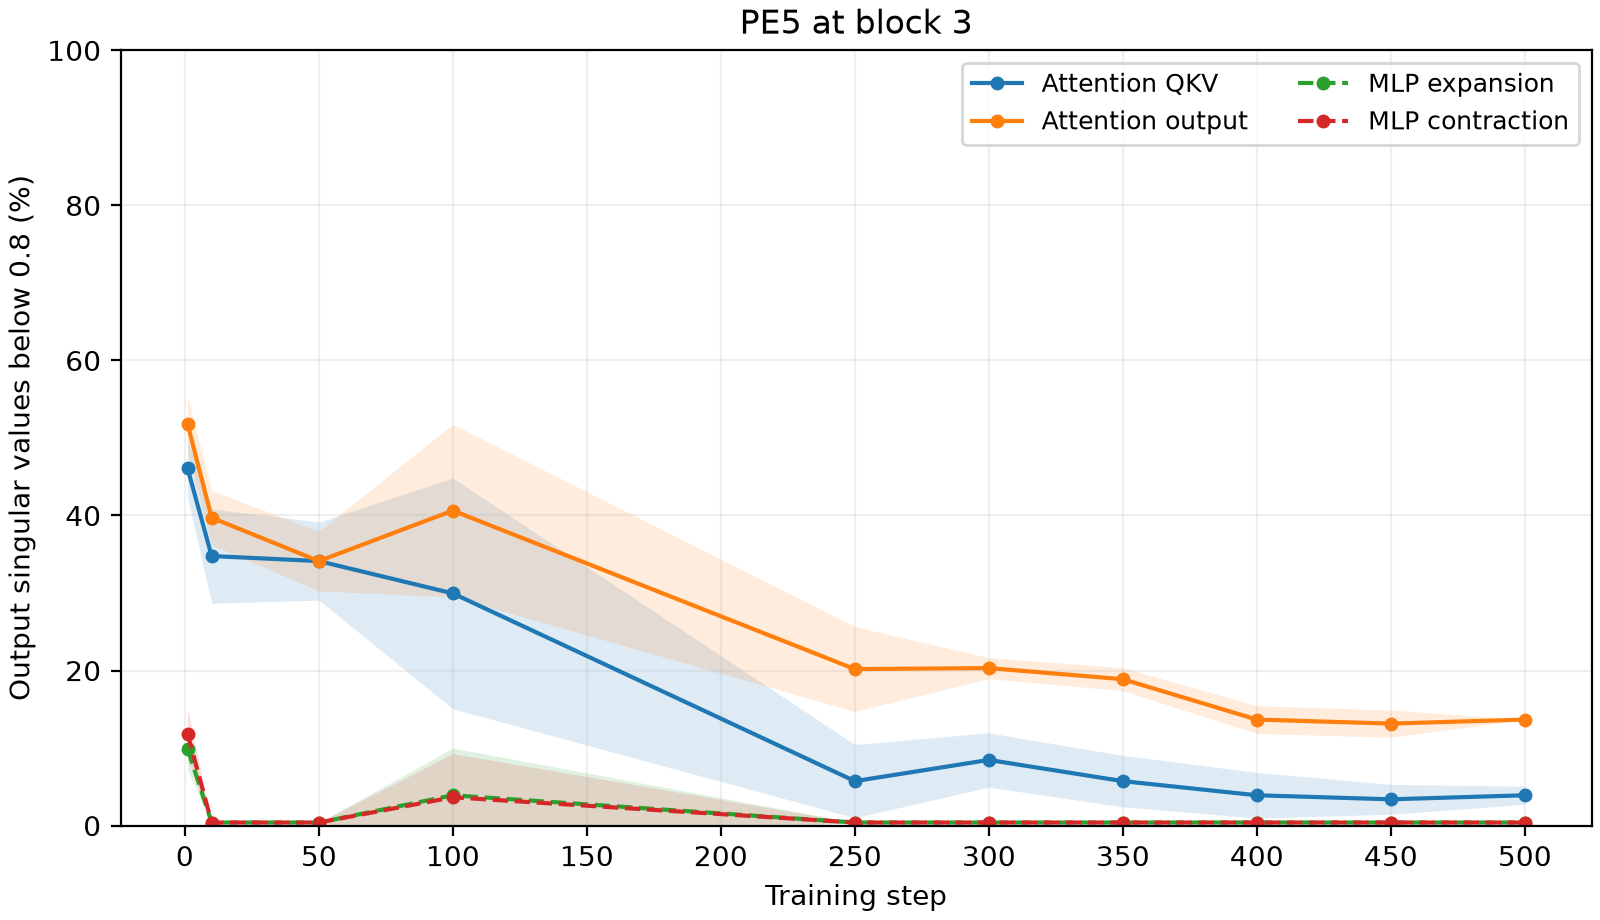 PE5 at block 3
Attention QKV
Attention output
MLP expansion
MLP contraction
Output singular values below 0.8 (%)
100
80
60
40
20
0
0 50 100 150 200 250 300 350 400 450 500
Training step